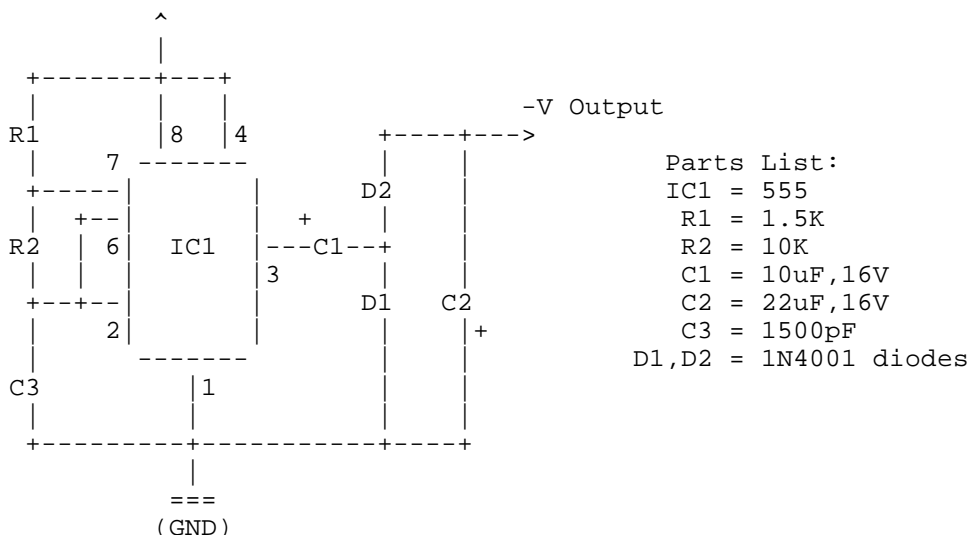 ^
|
+-------+---+
|       |   |                  -V Output
R1      |8  |4        +----+--->
|    7 -------        |    |         Parts List:
+-----|       |      D2    |         IC1 = 555
|  +--|       |  +    |    |          R1 = 1.5K
R2 | 6|  IC1  |---C1--+    |          R2 = 10K
|  |  |       |3      |    |          C1 = 10uF,16V
+--+--|       |      D1   C2          C2 = 22uF,16V
|    2|       |       |    |+         C3 = 1500pF
|      -------        |    |       D1,D2 = 1N4001 diodes
C3        |1          |    |
|         |           |    |
+---------+-----------+----+
|
===
(GND)